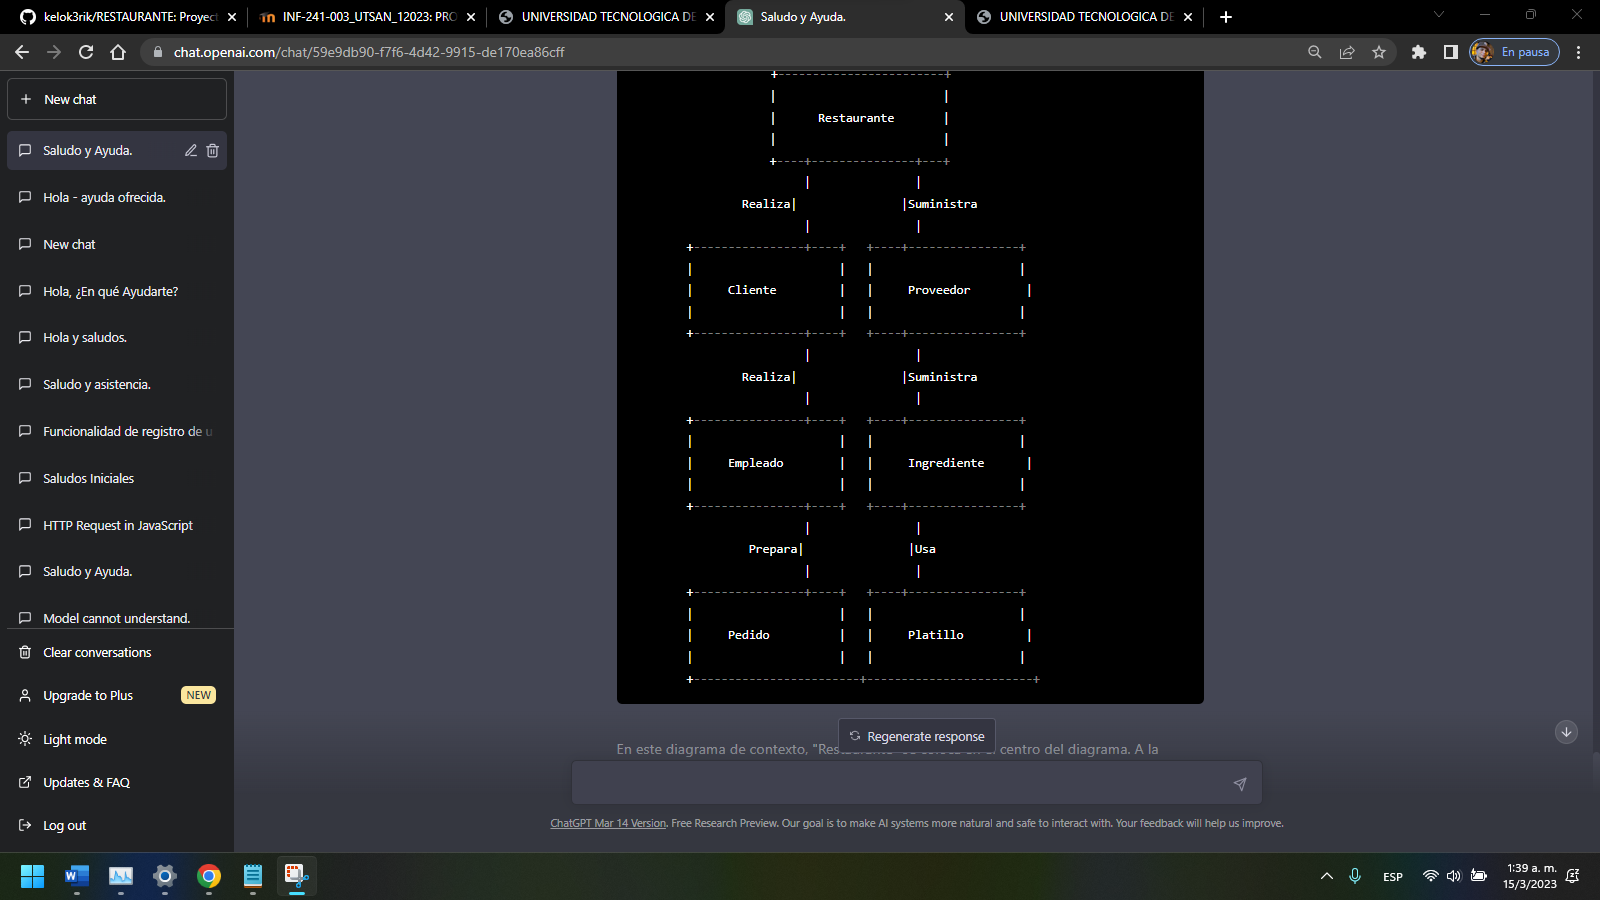 kelok3rik/RESTAURANTE: Proyect
INF-241-003_UTSAN_12023: PRO
UNIVERSIDAD TECNOLOGICA DE
Saludo y Ayuda.
UNIVERSIDAD TECNOLOGICA DE
chat.openai.com/chat/59e9db90-f7f6-4d42-9915-de170ea86cff
En pausa
New chat
Saludo y Ayuda.
Hola - ayuda ofrecida.
New chat
Hola, ¿En qué Ayudarte?
Hola y saludos.
Saludo y asistencia.
Funcionalidad de registro de u
Saludos Iniciales
HTTP Request in JavaScript
Saludo y Ayuda.
Model cannot understand.
Clear conversations
Upgrade to Plus NEW
Light mode
Updates & FAQ
Log out
Restaurante
Realiza| |Suministra
Cliente Proveedor
Realiza| |Suministra
Empleado Ingrediente
Prepara| |Usa
Pedido Platillo
Regenerate response
En este diagrama de contexto, centro del diagrama. A la
ChatGPT Mar 14 Version. Free Research Preview. Our goal is to make AI systems more natural and safe to interact with. Your feedback will help us improve.
ESP
1:39 a. m.
15/3/2023